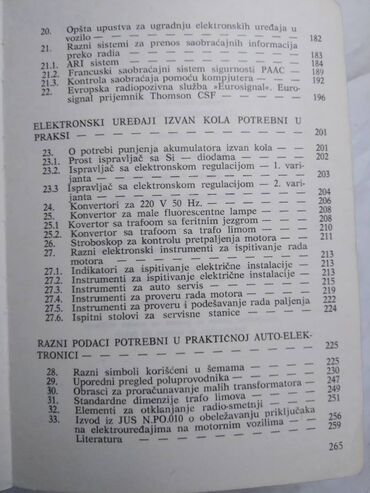 20. Opšta upustva za ugradnju elektronskih uređaja u
vozilo — — — — — — — — 182
21. Razni sistemi za prenos saobraćajnih informacija
preko radia — — — — — — — 183
21.1. ARI sistem — — — — — — — 184
21.2. Francuski saobraćajni sistem sigurnosti PAAC — 189
21.3. Kontrola saobraćaja pomoću kompjutera — — — 192
22. Evropska radiopozivna služba »Eurosignal«. Euro-
signal prijemnik Thomson CSF — — — — 196
ELEKTRONSKI UREĐAJI IZVAN KOLA POTREBNI U
PRAKSI — — — — — — — — — 201
23. O potrebi punjenja akumulatora izvan kola — — 201
23.1. Prost ispravljač sa Si — diodama — — — — 202
23.2. Ispravljač sa elektronskom regulacijom — 1. vari-
janta — — — — — — — — 203
23.3 Ispravljač sa elektronskom regulacijom — 2. vari-
janta — — — — — — — — 204
24. Konvertori za 220 V 50 Hz. — — — — — 206
25. Konvertor za male fluorescentne lampe — — — 208
25.1 Kovertor sa trafoom sa feritnim jezgrom — — 208
25.2. Konvertor sa trafoom sa trafo limom — — — 210
26. Stroboskop za kontrolu pretpaljenja motora — — 211
27. Razni elektronski instrumenti za ispitivanje rada
motora — — — — — — — — 213
27.1. Indikatori za ispitivanje električne instalacije — 213
27.2. Instrumenti za ispitivanje električne instalacije — 213
27.3. Instrumenti za auto servis — — — — — 213
27.4. Instrumenti za proveru rada motora — — — 217
27.5. Instrumenti za proveru i podešavanje rada paljenja 222
27.6. Ispitni stolovi za servisne stanice — — — — 224
RAZNI PODACI POTREBNI U PRAKTIČNOJ AUTO-ELEK-
TRONICI — — — — — — — — — 225
28. Razni simboli korišćeni u šemama — — — — 225
29. Uporedni pregled poluprovodnika — — — — 230
30. Obrasci za proračunavanje malih transformatora — 247
31. Standardne dimenzije trafo limova — — — — 249
32. Elementi za otklanjanje radio-smetnji — — — 251
33. Izvod iz JUS N.PO.010 o obeležavanju priključaka
na elektrouređajima na motornim vozilima — — 256
Literatura — — — — — — — — 259
265